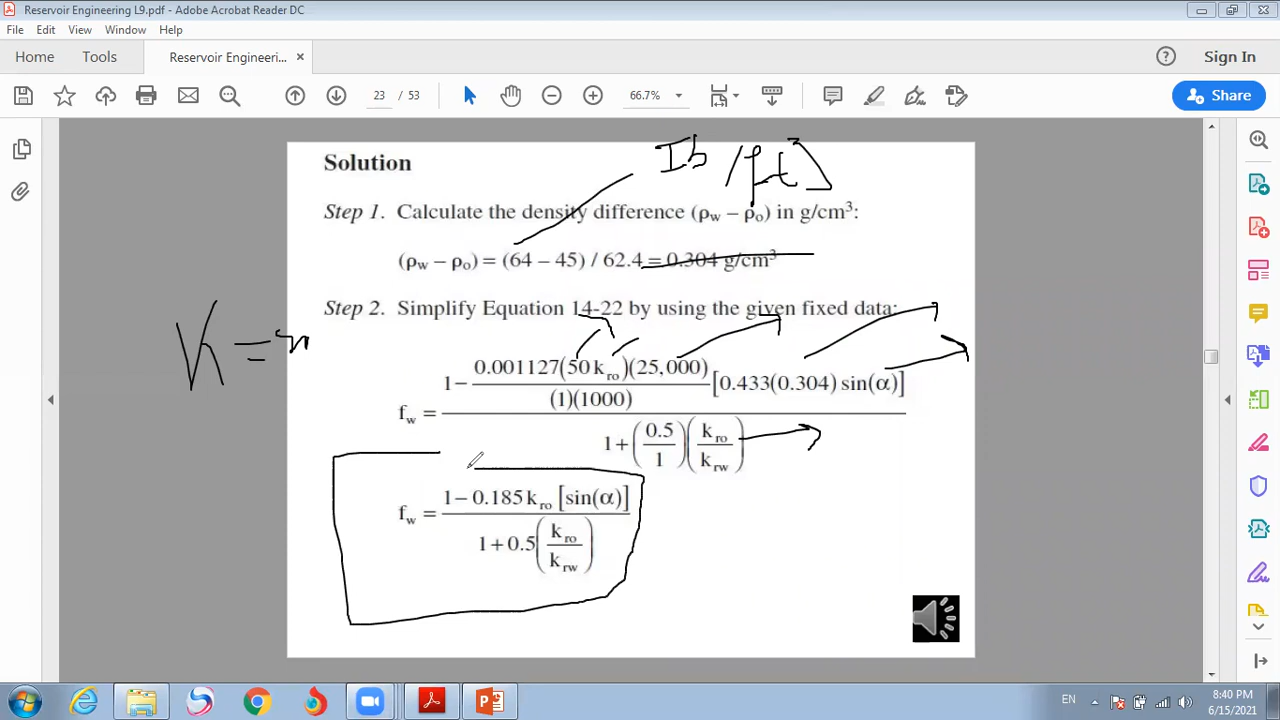 Reservoir Engineering L9.pdf - Adobe Acrobat Reader DC
File Edit View Window Help
Home Tools Reservoir Engineeri... × Sign In
23 / 53 66.7% Share
Ib /ft3
Solution
Step 1. Calculate the density difference (ρw – ρo) in g/cm³:
(ρw – ρo) = (64 – 45) / 62.4 = 0.304 g/cm³
Step 2. Simplify Equation 14-22 by using the given fixed data:
fw = (1 – (0.001127(50 kro)(25,000) / (1)(1000)) [0.433(0.304) sin(α)]) / (1 + (0.5/1)(kro/krw))
K =
fw = (1 – 0.185 kro [sin(α)]) / (1 + 0.5(kro/krw))
EN 8:40 PM
6/15/2021